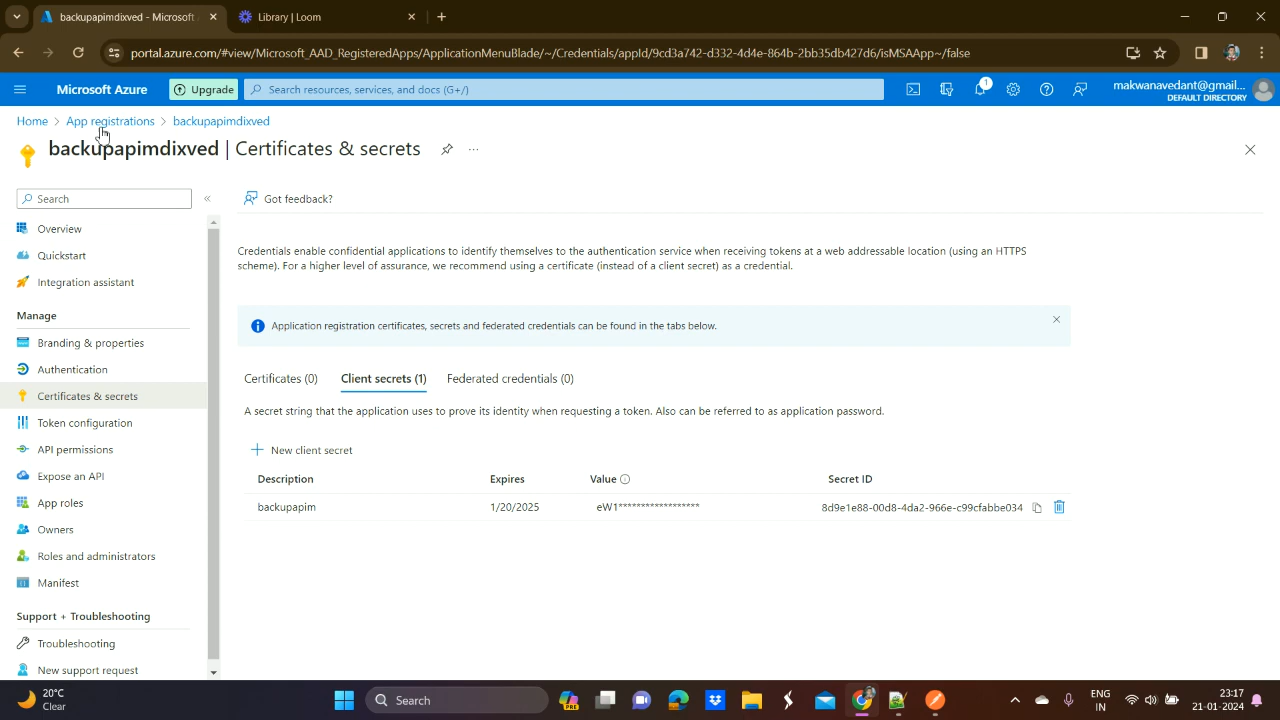 backupapimdixved - Microsoft
Library | Loom
portal.azure.com/#view/Microsoft_AAD_RegisteredApps/ApplicationMenuBlade/~/Credentials/appId/9cd3a742-d332-4d4e-864b-2bb35db427d6/isMSAApp~/false
Microsoft Azure
Upgrade
Search resources, services, and docs (G+/)
1
makwanavedant@gmail...
DEFAULT DIRECTORY
Home > App registrations > backupapimdixved
backupapimdixved | Certificates & secrets
Search
Got feedback?
Overview
Quickstart
Integration assistant
Manage
Branding & properties
Authentication
Certificates & secrets
Token configuration
API permissions
Expose an API
App roles
Owners
Roles and administrators
Manifest
Support + Troubleshooting
Troubleshooting
New support request
Credentials enable confidential applications to identify themselves to the authentication service when receiving tokens at a web addressable location (using an HTTPS
scheme). For a higher level of assurance, we recommend using a certificate (instead of a client secret) as a credential.
Application registration certificates, secrets and federated credentials can be found in the tabs below.
Certificates (0) Client secrets (1) Federated credentials (0)
A secret string that the application uses to prove its identity when requesting a token. Also can be referred to as application password.
New client secret
Description Expires Value Secret ID
backupapim 1/20/2025 eW1****************** 8d9e1e88-00d8-4da2-966e-c99cfabbe034
20°C
Clear
Search
PRE
ENG
IN
23:17
21-01-2024